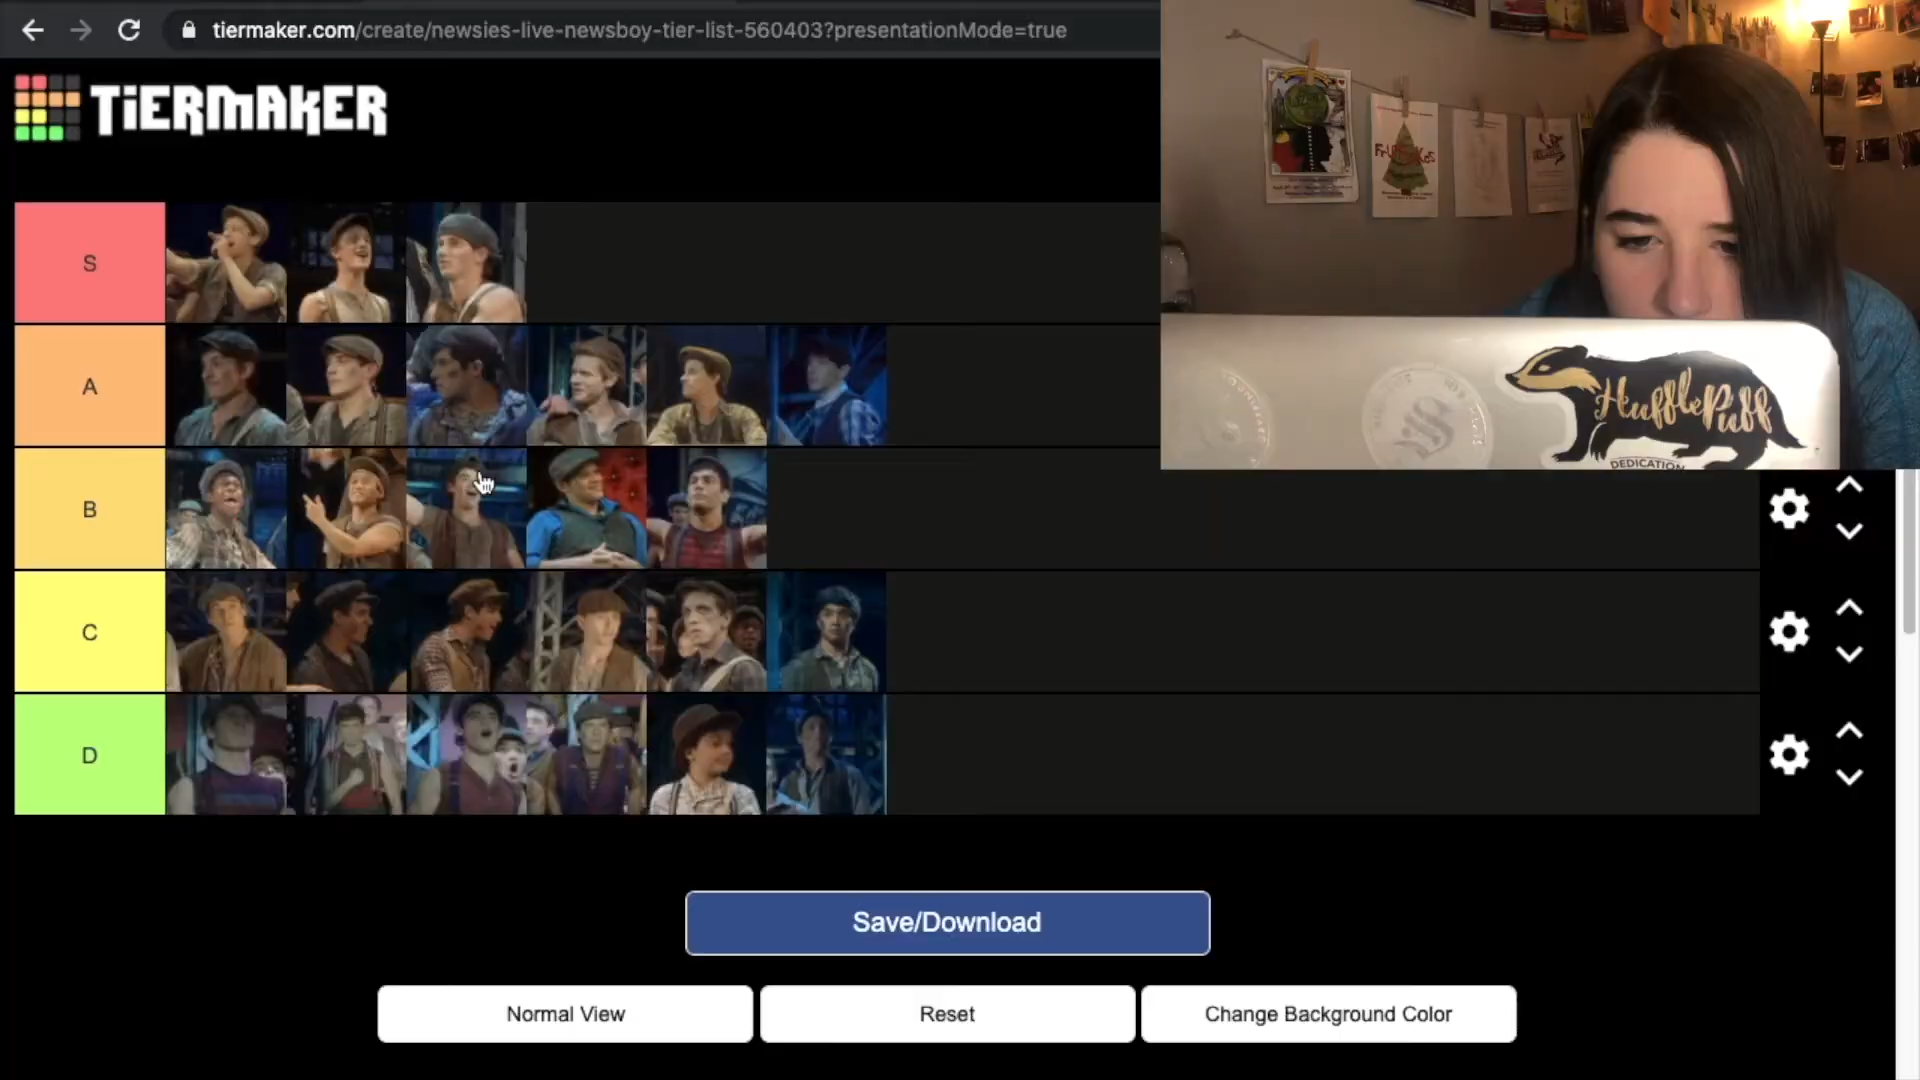 tiermaker.com/create/newsies-live-newsboy-tier-list-560403?presentationMode=true
TiERMAKER
S
A
B
C
D
HufflePuff
DEDICATION
Save/Download
Normal View
Reset
Change Background Color